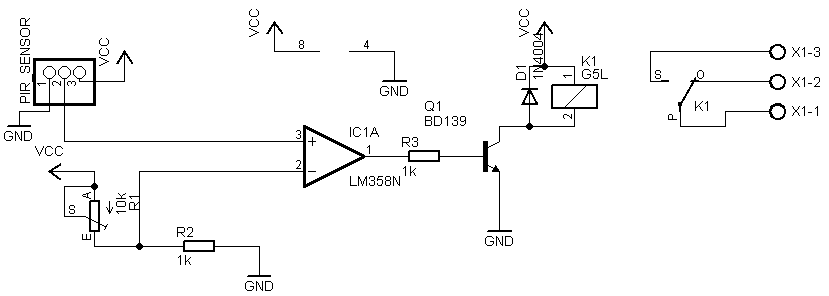 PIR_SENSOR
1
2
3
VCC
GND
VCC
8
4
GND
VCC
D1
1N4004
K1
G5L
1
2
S
O
P
K1
X1-3
X1-2
X1-1
Q1
BD139
3
+
2
-
IC1A
1
LM358N
R3
1k
GND
VCC
A
S
E
10k
R1
R2
1k
GND